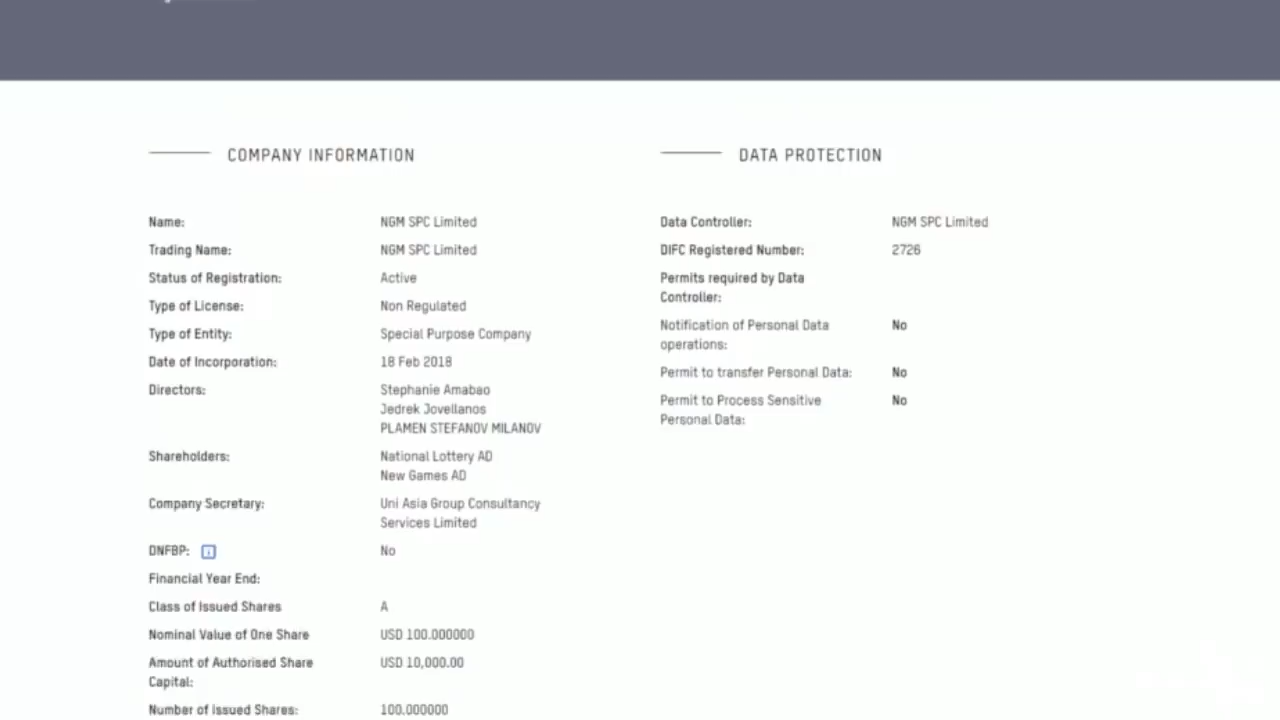 COMPANY INFORMATION
Name: NGM SPC Limited
Trading Name: NGM SPC Limited
Status of Registration: Active
Type of License: Non Regulated
Type of Entity: Special Purpose Company
Date of Incorporation: 18 Feb 2018
Directors: Stephanie Amabao
Jedrek Jovellanos
PLAMEN STEFANOV MILANOV
Shareholders: National Lottery AD
New Games AD
Company Secretary: Uni Asia Group Consultancy
Services Limited
DNFBP: i No
Financial Year End:
Class of Issued Shares A
Nominal Value of One Share USD 100.000000
Amount of Authorised Share USD 10,000.00
Capital:
Number of Issued Shares: 100.000000
DATA PROTECTION
Data Controller: NGM SPC Limited
DIFC Registered Number: 2726
Permits required by Data
Controller:
Notification of Personal Data No
operations:
Permit to transfer Personal Data: No
Permit to Process Sensitive No
Personal Data: